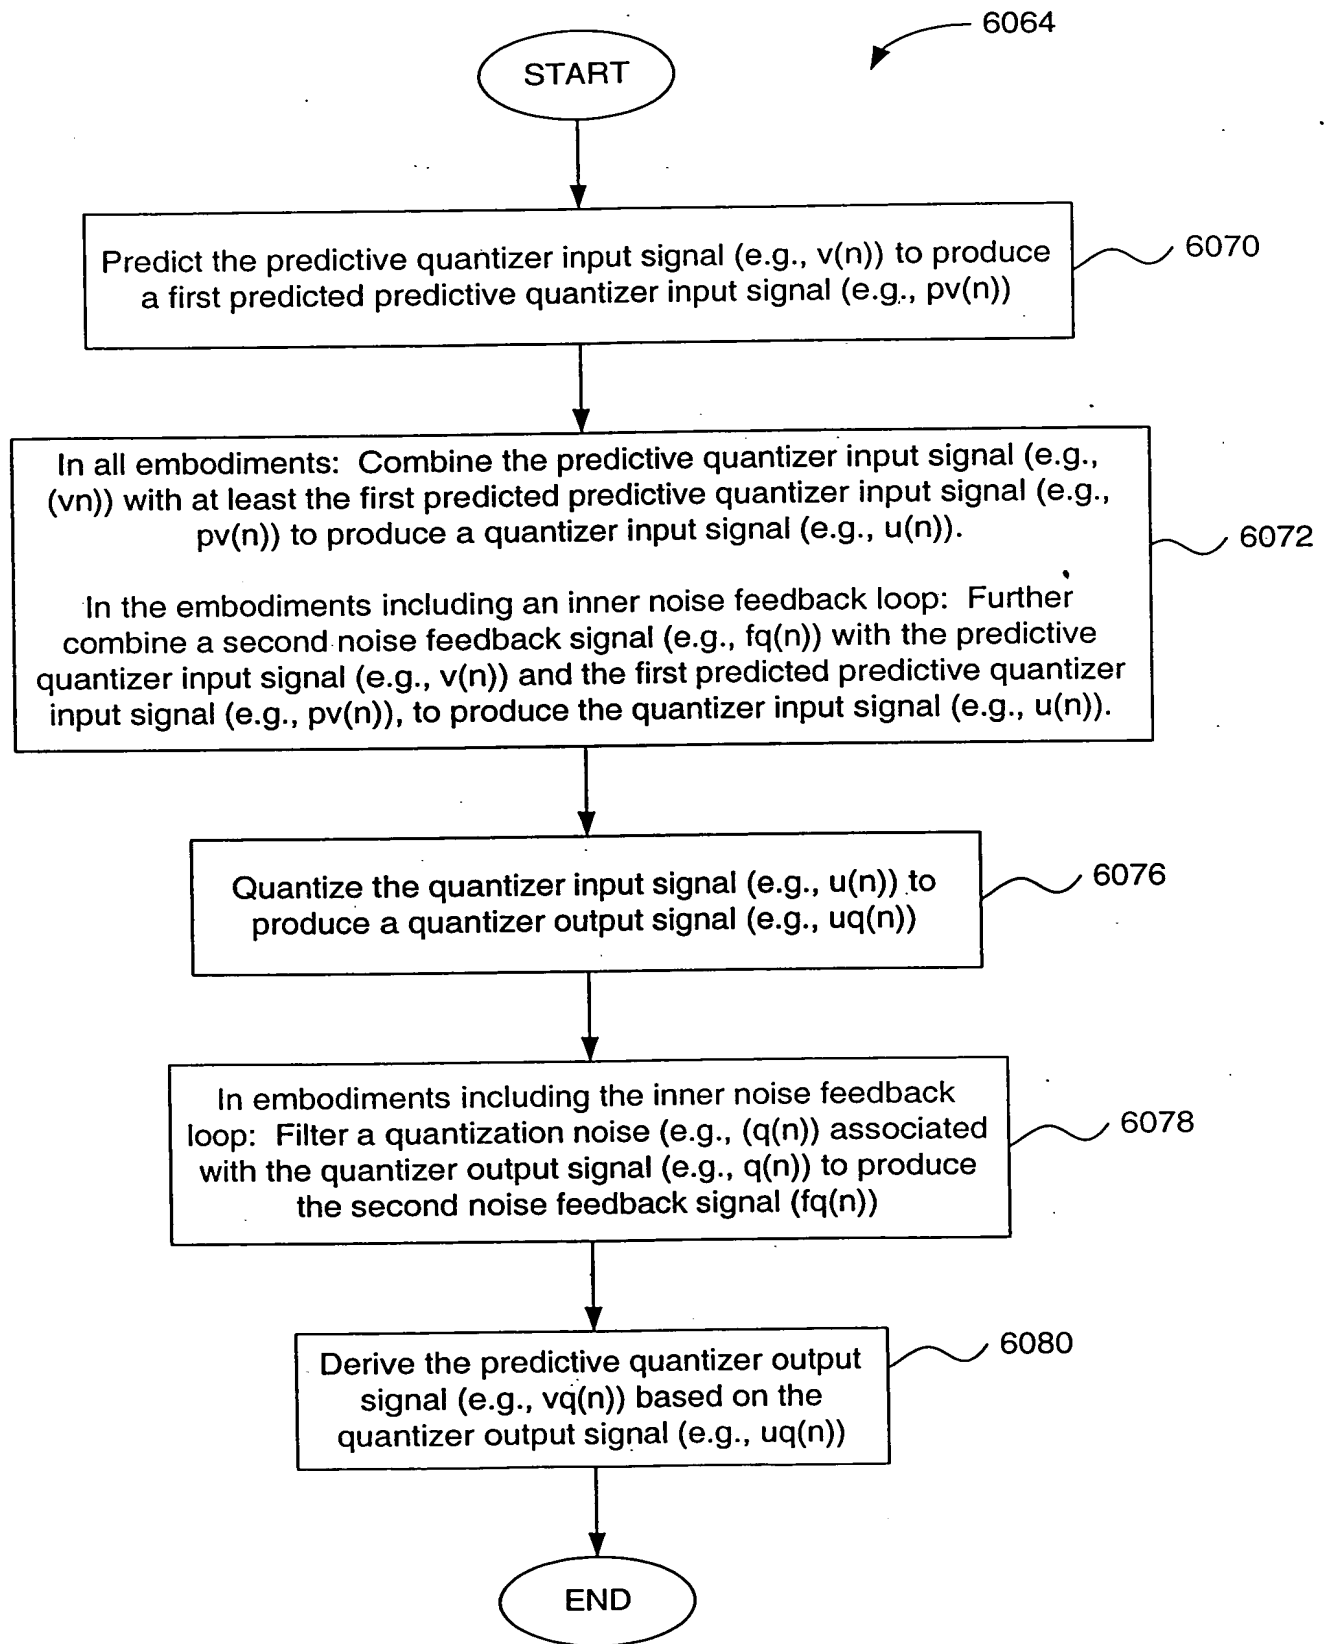 6064
START
Predict the predictive quantizer input signal (e.g., v(n)) to produce
a first predicted predictive quantizer input signal (e.g., pv(n))
6070
In all embodiments: Combine the predictive quantizer input signal (e.g.,
(vn)) with at least the first predicted predictive quantizer input signal (e.g.,
pv(n)) to produce a quantizer input signal (e.g., u(n)).
6072
In the embodiments including an inner noise feedback loop: Further
combine a second noise feedback signal (e.g., fq(n)) with the predictive
quantizer input signal (e.g., v(n)) and the first predicted predictive quantizer
input signal (e.g., pv(n)), to produce the quantizer input signal (e.g., u(n)).
Quantize the quantizer input signal (e.g., u(n)) to
produce a quantizer output signal (e.g., uq(n))
6076
In embodiments including the inner noise feedback
loop: Filter a quantization noise (e.g., (q(n)) associated
with the quantizer output signal (e.g., q(n)) to produce
the second noise feedback signal (fq(n))
6078
Derive the predictive quantizer output
signal (e.g., vq(n)) based on the
quantizer output signal (e.g., uq(n))
6080
END